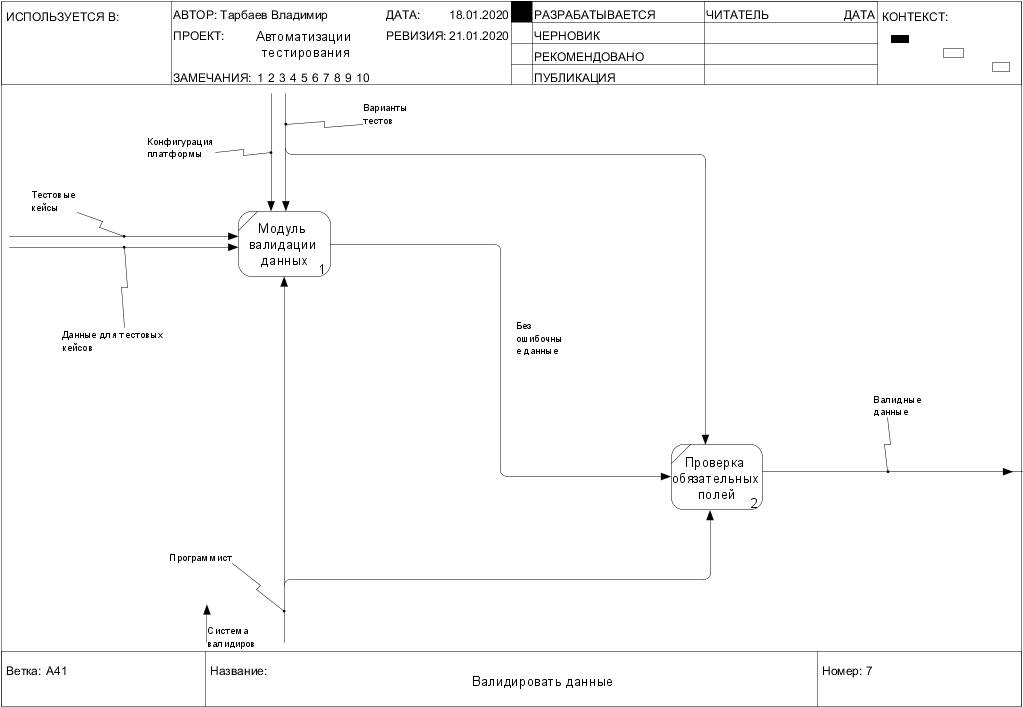 ИСПОЛЬЗУЕТСЯ В:
АВТОР: Тарбаев Владимир
ДАТА: 18.01.2020
РАЗРАБАТЫВАЕТСЯ
ЧИТАТЕЛЬ
ДАТА
КОНТЕКСТ:
ПРОЕКТ: Автоматизации
тестирования
РЕВИЗИЯ: 21.01.2020
ЧЕРНОВИК
РЕКОМЕНДОВАНО
ЗАМЕЧАНИЯ: 1 2 3 4 5 6 7 8 9 10
ПУБЛИКАЦИЯ
Варианты
тестов
Конфигурация
платформы
Тестовые
кейсы
Модуль
валидации
данных
1
Данные для тестовых
кейсов
Без
ошибочны
е данные
Валидные
данные
Проверка
обязательных
полей
2
Программист
Система
валидиров
Ветка: A41
Название:
Валидировать данные
Номер: 7